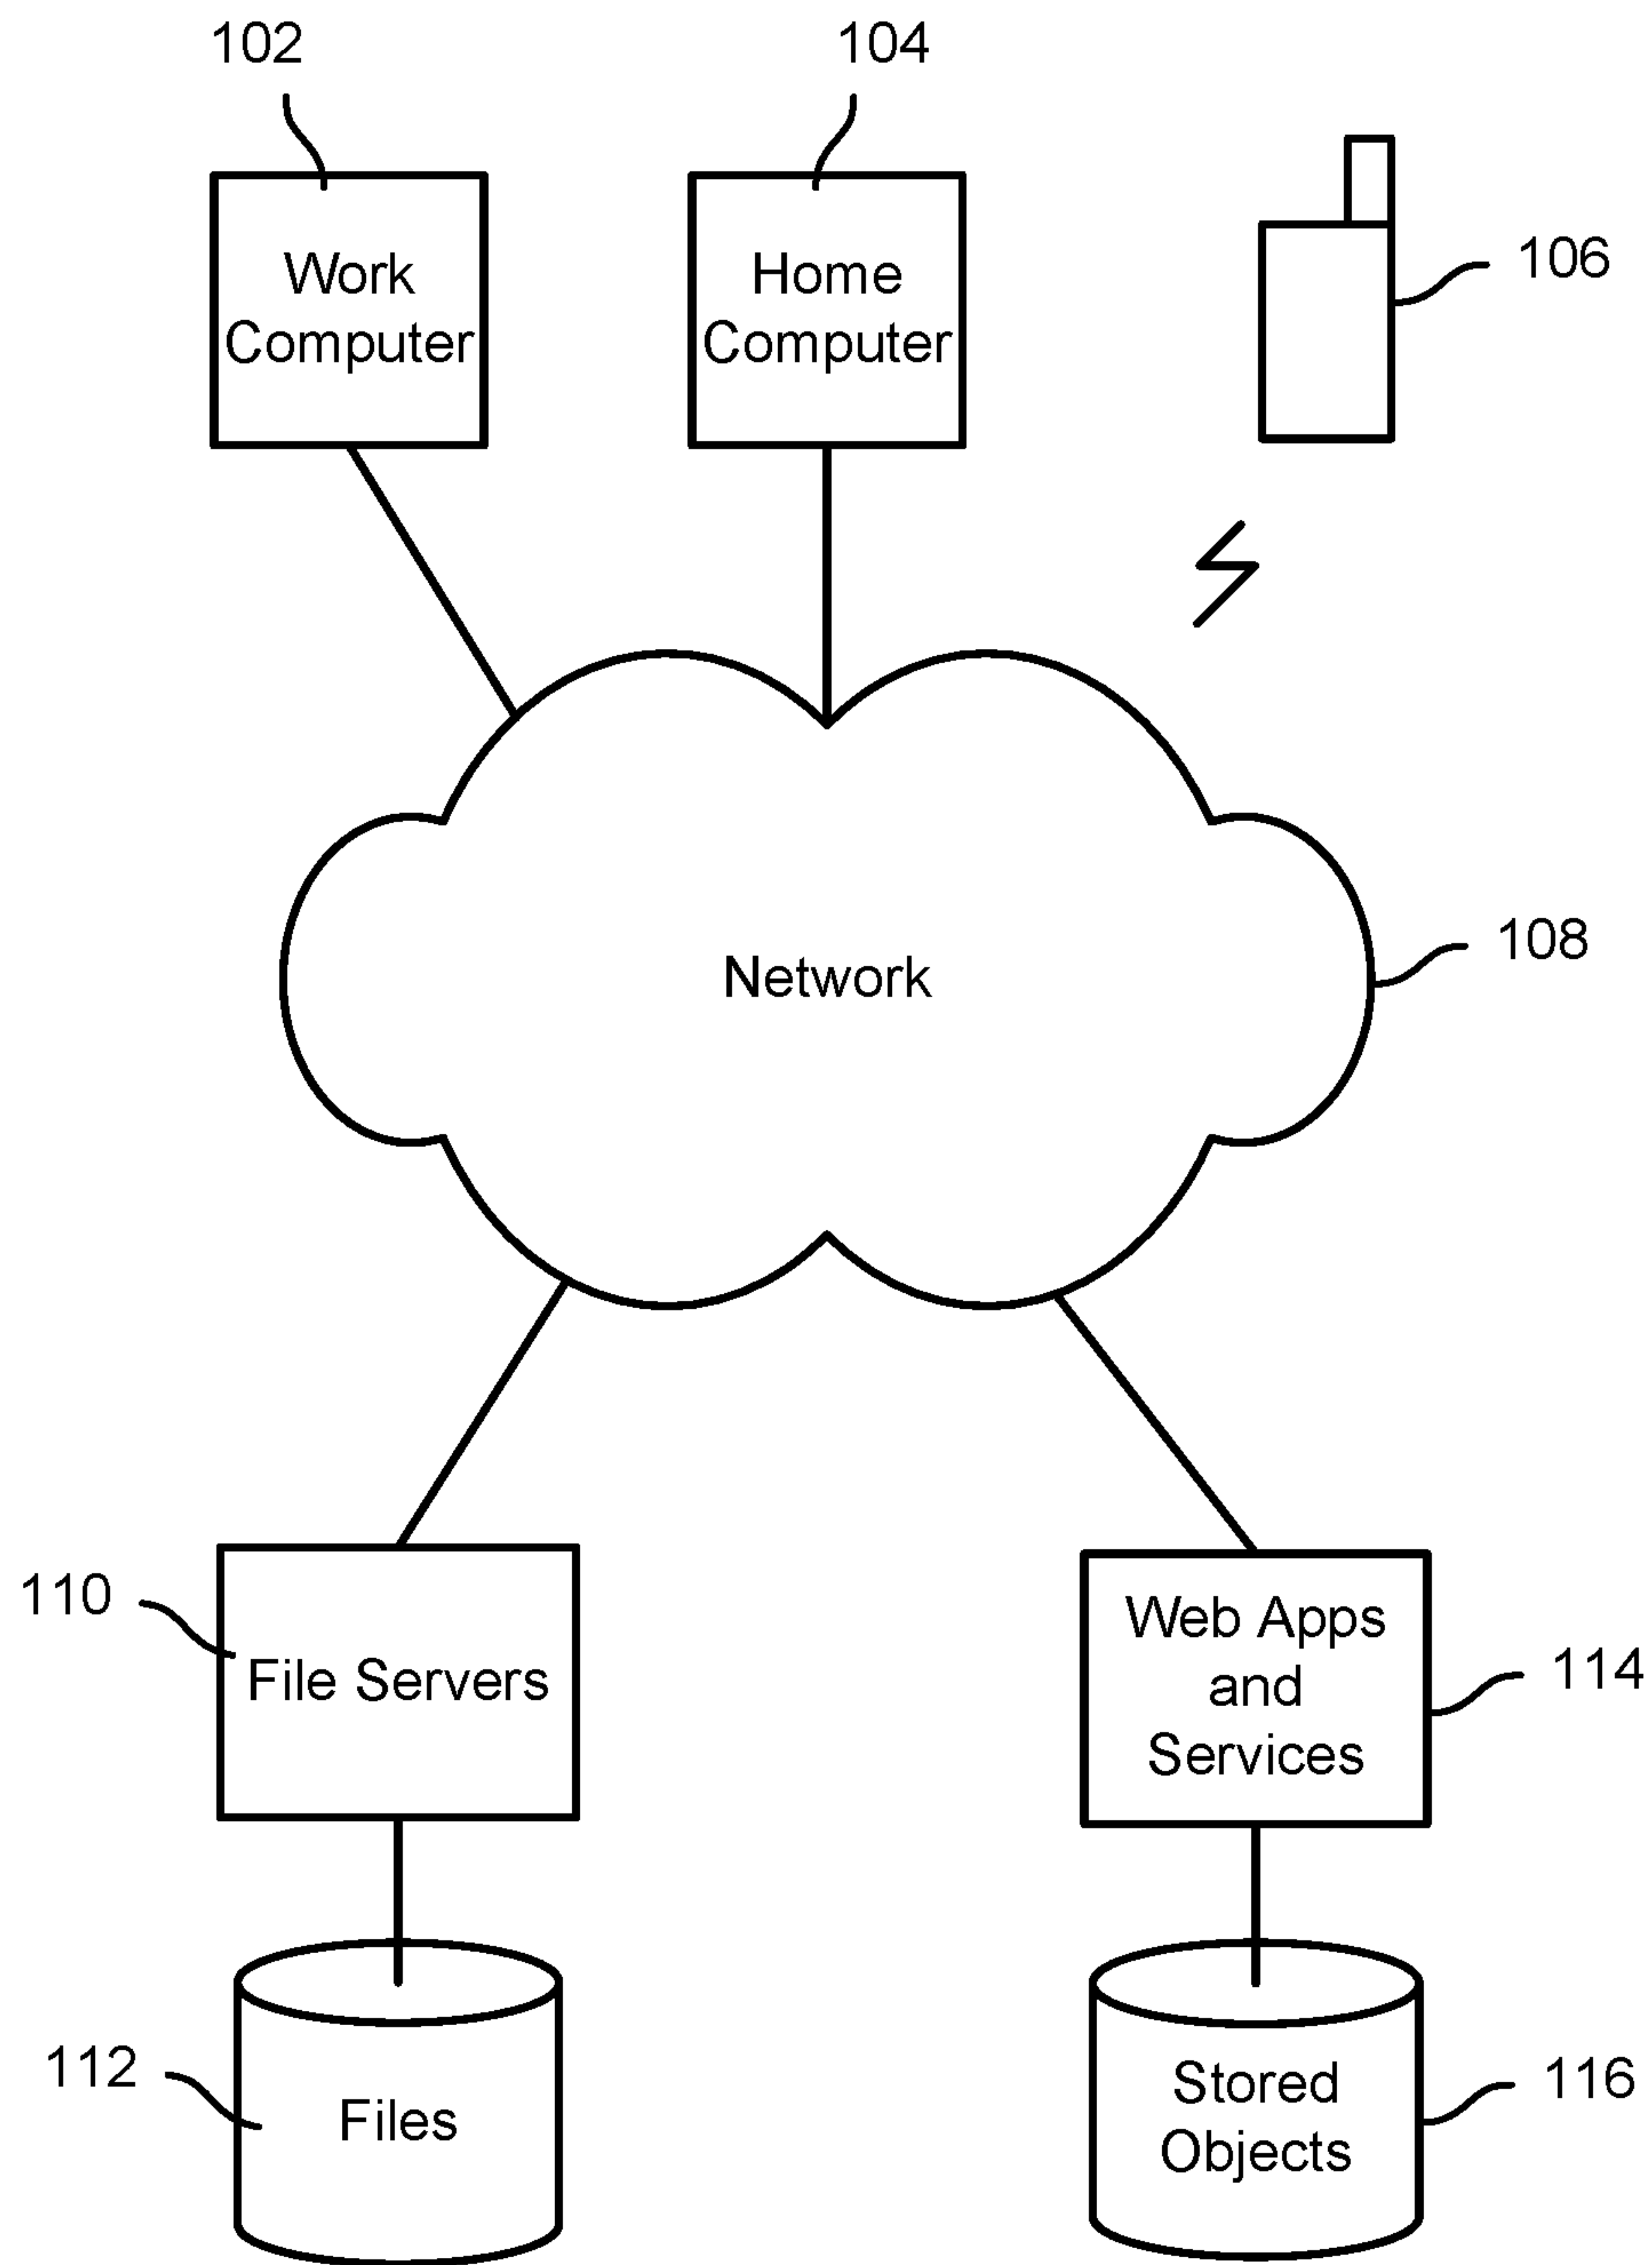 102
104
Work
Computer
Home
Computer
106
108
Network
110
File Servers
Web Apps
and
Services
114
112
Files
Stored
Objects
116